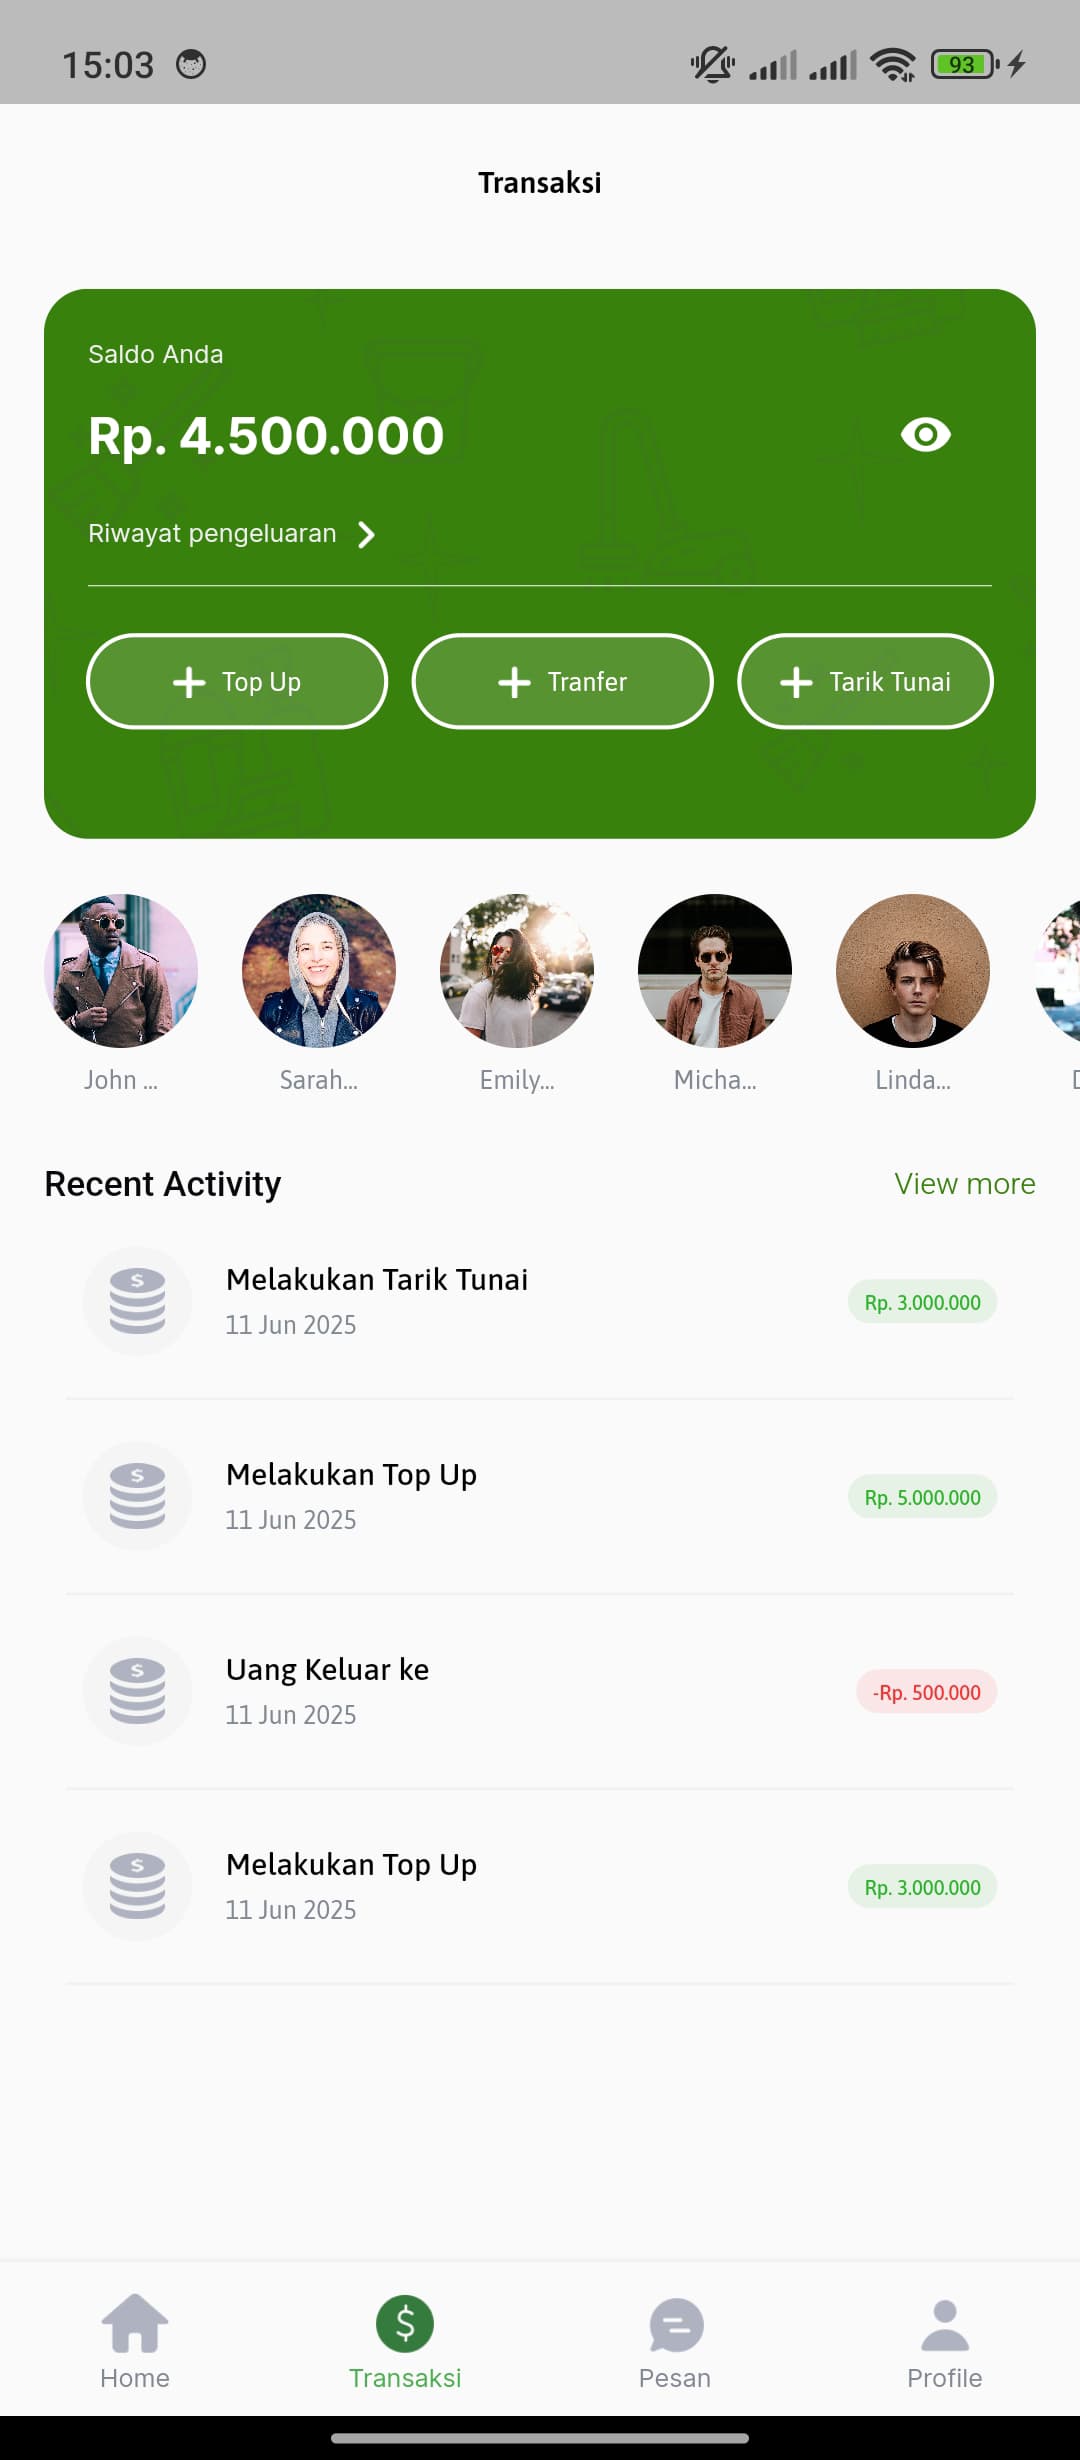 15:03
93
Transaksi
Saldo Anda
Rp. 4.500.000
Riwayat pengeluaran
Top Up
Tranfer
Tarik Tunai
John ...
Sarah...
Emily...
Micha...
Linda...
Recent Activity
View more
Melakukan Tarik Tunai
11 Jun 2025
Rp. 3.000.000
Melakukan Top Up
11 Jun 2025
Rp. 5.000.000
Uang Keluar ke
11 Jun 2025
-Rp. 500.000
Melakukan Top Up
11 Jun 2025
Rp. 3.000.000
Home
Transaksi
Pesan
Profile